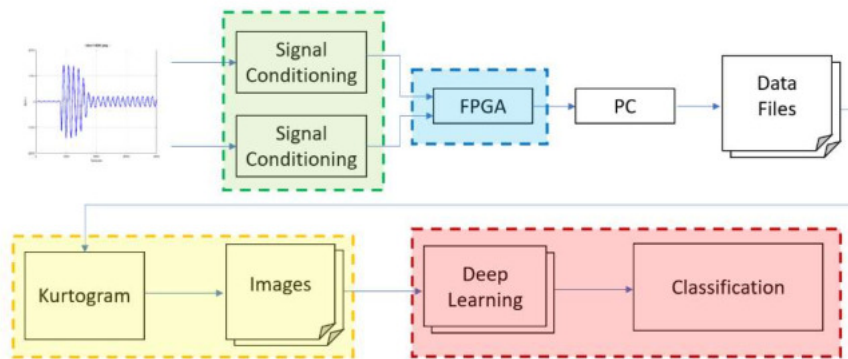 Signal
Conditioning
FPGA
PC
Data
Files
Signal
Conditioning
Kurtogram
Images
Deep
Learning
Classification